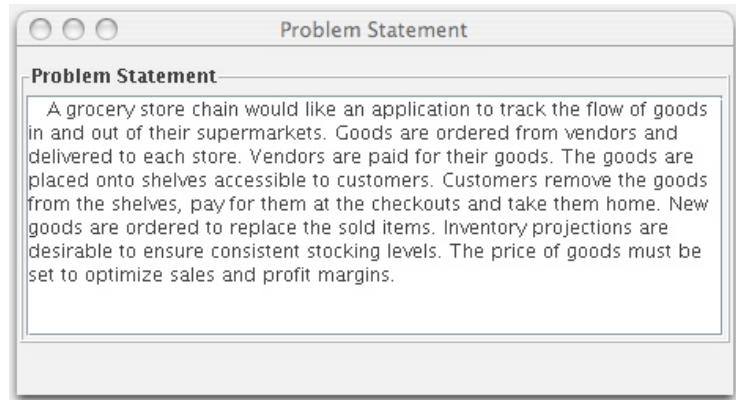 Problem Statement
Problem Statement
A grocery store chain would like an application to track the flow of goods
in and out of their supermarkets. Goods are ordered from vendors and
delivered to each store. Vendors are paid for their goods. The goods are
placed onto shelves accessible to customers. Customers remove the goods
from the shelves, pay for them at the checkouts and take them home. New
goods are ordered to replace the sold items. Inventory projections are
desirable to ensure consistent stocking levels. The price of goods must be
set to optimize sales and profit margins.